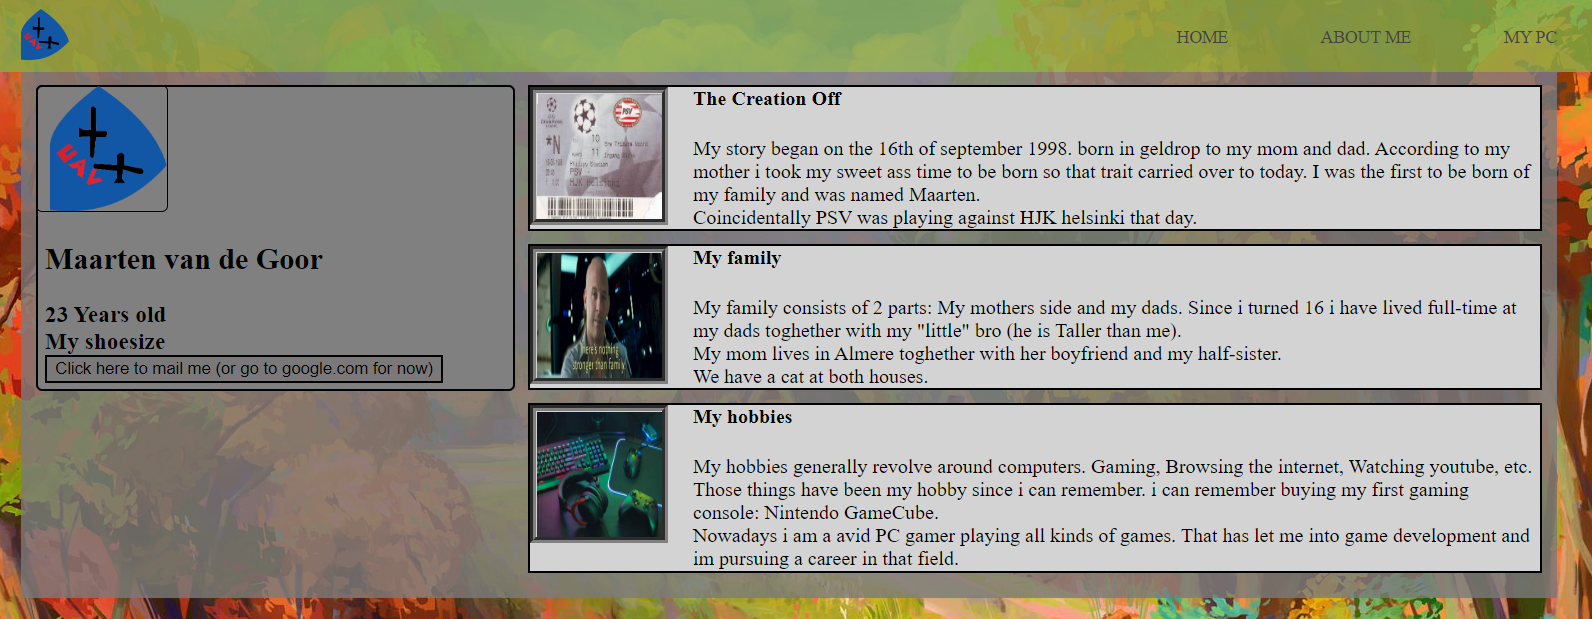 UAV
HOME
ABOUT ME
MY PC
UAV
Maarten van de Goor
23 Years old
My shoesize
Click here to mail me (or go to google.com for now)
PSV
*N
10
11
PSV
HJK Helsinki
The Creation Off
My story began on the 16th of september 1998. born in geldrop to my mom and dad. According to my
mother i took my sweet ass time to be born so that trait carried over to today. I was the first to be born of
my family and was named Maarten.
Coincidentally PSV was playing against HJK helsinki that day.
there's nothing
stronger than family
My family
My family consists of 2 parts: My mothers side and my dads. Since i turned 16 i have lived full-time at
my dads toghether with my "little" bro (he is Taller than me).
My mom lives in Almere toghether with her boyfriend and my half-sister.
We have a cat at both houses.
My hobbies
My hobbies generally revolve around computers. Gaming, Browsing the internet, Watching youtube, etc.
Those things have been my hobby since i can remember. i can remember buying my first gaming
console: Nintendo GameCube.
Nowadays i am a avid PC gamer playing all kinds of games. That has let me into game development and
im pursuing a career in that field.